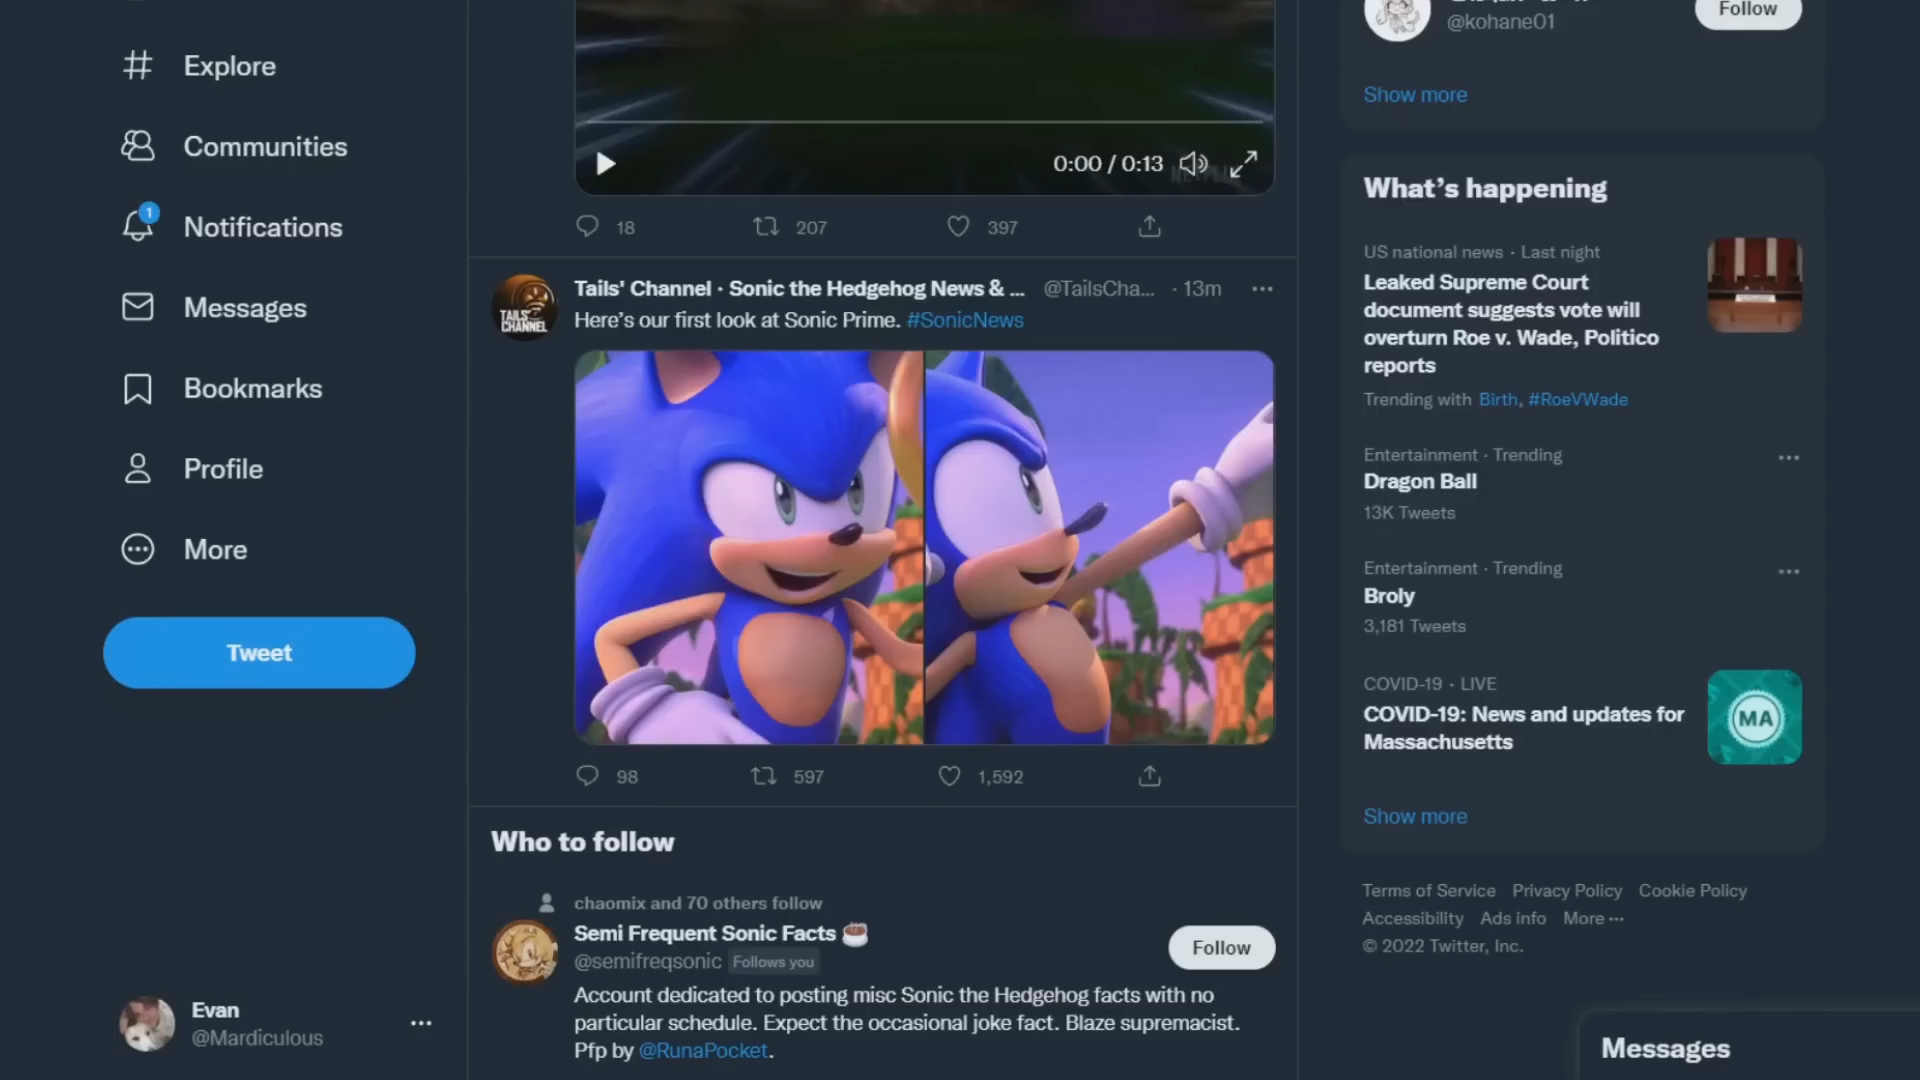 Explore
Communities
1
Notifications
Messages
Bookmarks
Profile
More
Tweet
Evan
@Mardiculous
0:00 / 0:13
18
207
397
Tails' Channel · Sonic the Hedgehog News & ... @TailsCha... · 13m
Here's our first look at Sonic Prime. #SonicNews
TAILS' CHANNEL
98
597
1,592
Who to follow
chaomix and 70 others follow
Semi Frequent Sonic Facts
@semifreqsonic Follows you
Follow
Account dedicated to posting misc Sonic the Hedgehog facts with no
particular schedule. Expect the occasional joke fact. Blaze supremacist.
Pfp by @RunaPocket.
@kohane01
Follow
Show more
What's happening
US national news · Last night
Leaked Supreme Court
document suggests vote will
overturn Roe v. Wade, Politico
reports
Trending with Birth, #RoeVWade
Entertainment · Trending
Dragon Ball
13K Tweets
Entertainment · Trending
Broly
3,181 Tweets
COVID-19 · LIVE
COVID-19: News and updates for
Massachusetts
MA
Show more
Terms of Service Privacy Policy Cookie Policy
Accessibility Ads info More ···
© 2022 Twitter, Inc.
Messages